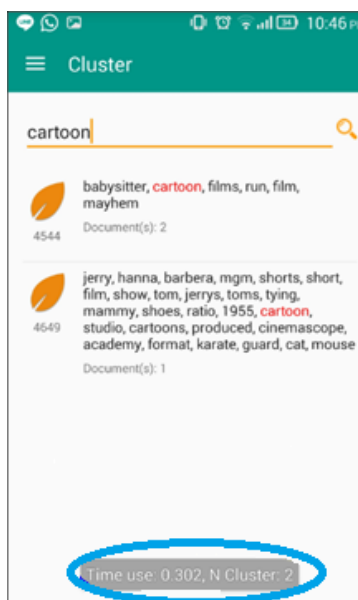 34 10:46 PM
Cluster
cartoon
babysitter, cartoon, films, run, film,
mayhem
4544
Document(s): 2
jerry, hanna, barbera, mgm, shorts, short,
film, show, tom, jerrys, toms, tying,
mammy, shoes, ratio, 1955, cartoon,
4649
studio, cartoons, produced, cinemascope,
academy, format, karate, guard, cat, mouse
Document(s): 1
Time use: 0.302, N Cluster: 2